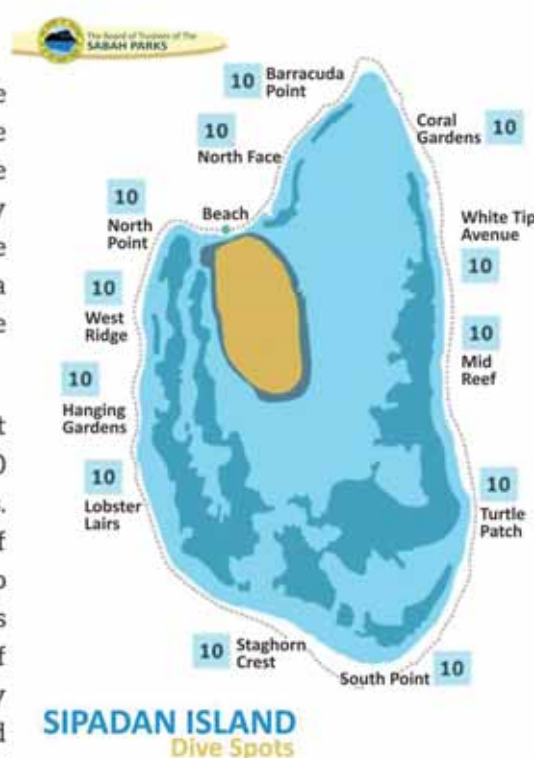 The Board of Trustees of The
SABAH PARKS
10
Barracuda
Point
10
North Face
Coral
Gardens
10
10
North
Point
Beach
White Tip
Avenue
10
10
West
Ridge
10
Mid
Reef
10
Hanging
Gardens
10
Lobster
Lairs
10
Turtle
Patch
10
Staghorn
Crest
South Point
10
SIPADAN ISLAND
Dive Spots